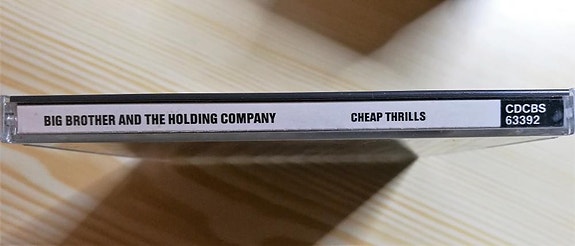 BIG BROTHER AND THE HOLDING COMPANY CHEAP THRILLS
CDCBS
63392